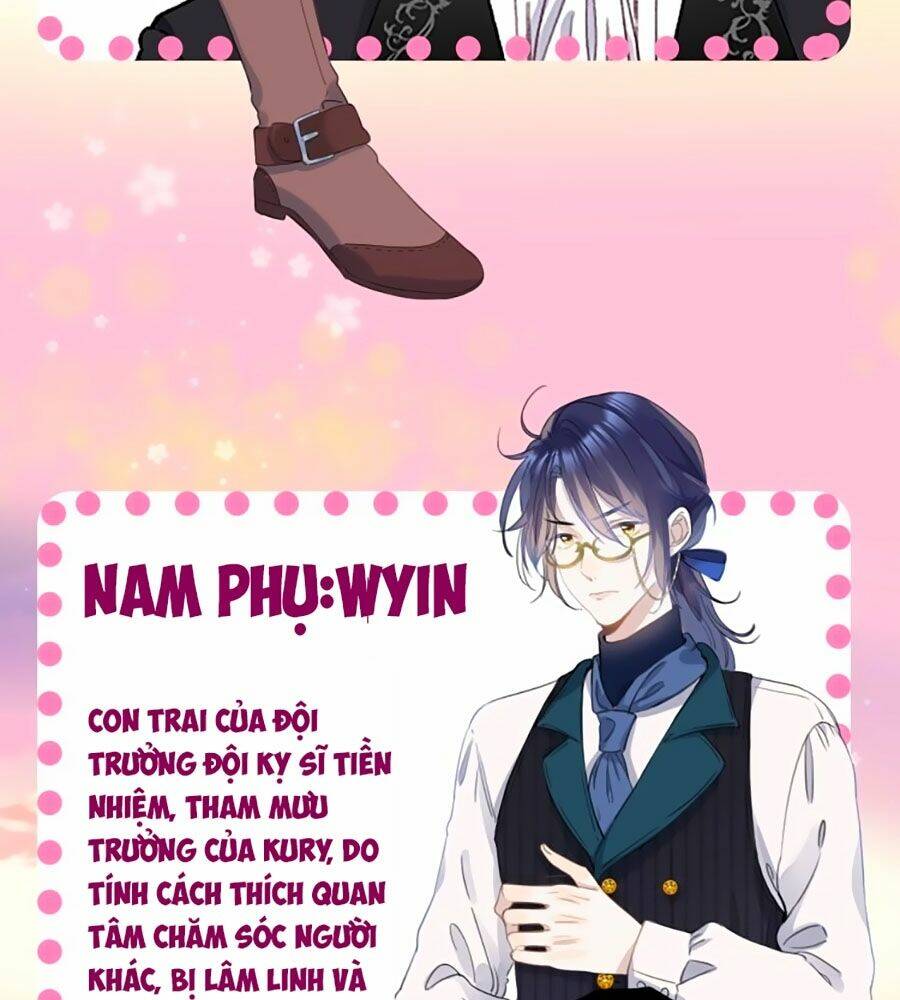 NAM PHỤ:WYIN
CON TRAI CỦA ĐỘI
TRƯỞNG ĐỘI KỴ SĨ TIỀN
NHIỆM, THAM MƯU
TRƯỞNG CỦA KURY, DO
TÍNH CÁCH THÍCH QUAN
TÂM CHĂM SÓC NGƯỜI
KHÁC, BỊ LÂM LINH VÀ